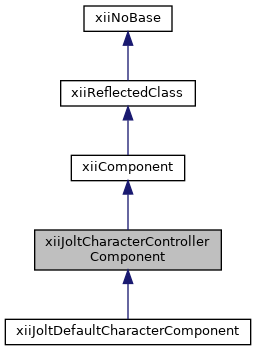 xiiNoBase
xiiReflectedClass
xiiComponent
xiiJoltCharacterController
Component
xiiJoltDefaultCharacterComponent